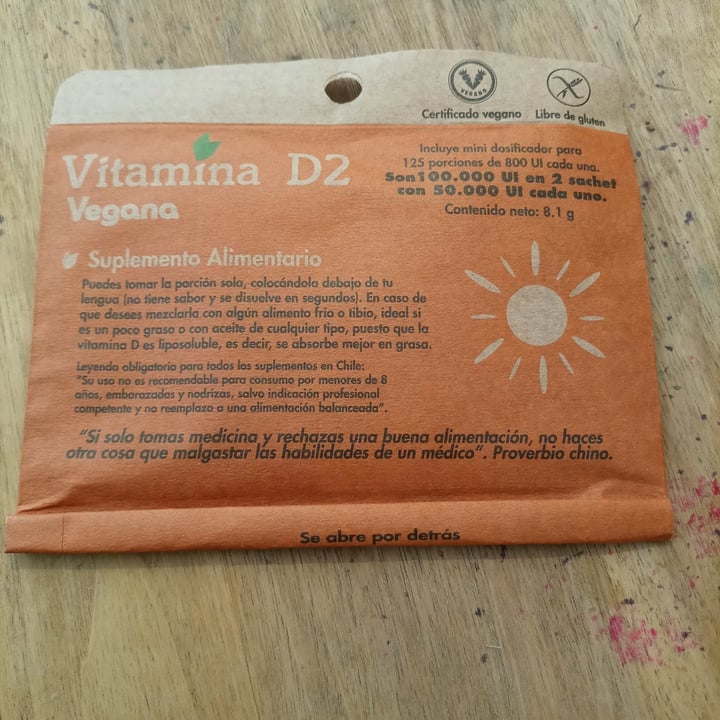 VEGANO
Certificado vegano
Libre de gluten
Vitamina D2
Vegana
Incluye mini dosificador para
125 porciones de 800 UI cada una.
Son100.000 UI en 2 sachet
con 50.000 UI cada uno.
Contenido neto: 8.1 g
Suplemento Alimentario
Puedes tomar la porción sola, colocándola debajo de tu
lengua (no tiene sabor y se disuelve en segundos). En caso de
que desees mezclarla con algún alimento frío o tibio, ideal si
es un poco graso o con aceite de cualquier tipo, puesto que la
vitamina D es liposoluble, es decir, se absorbe mejor en grasa.
Leyenda obligatoria para todos los suplementos en Chile:
"Su uso no es recomendable para consumo por menores de 8
años, embarazadas y nodrizas, salvo indicación profesional
competente y no reemplaza a una alimentación balanceada".
"Si solo tomas medicina y rechazas una buena alimentación, no haces
otra cosa que malgastar las habilidades de un médico". Proverbio chino.
Se abre por detrás